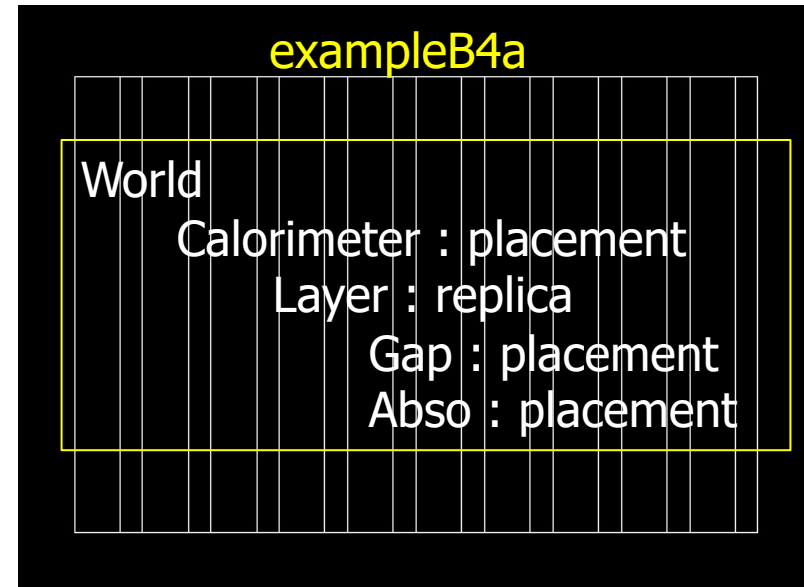 exampleB4a
World
Calorimeter : placement
Layer : replica
Gap : placement
Abso : placement